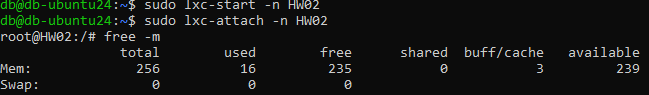 db@db-ubuntu24:~$ sudo lxc-start -n HW02
db@db-ubuntu24:~$ sudo lxc-attach -n HW02
root@HW02:/# free -m
total used free shared buff/cache available
Mem: 256 16 235 0 3 239
Swap: 0 0 0